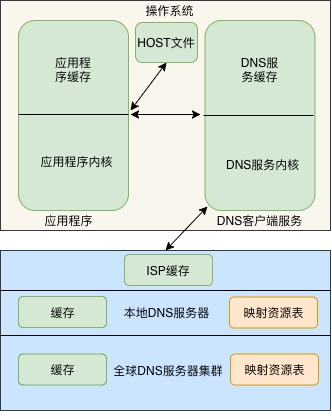 操作系统
HOST文件
应用程
序缓存
DNS服
务缓存
应用程序内核
DNS服务内核
应用程序
DNS客户端服务
ISP缓存
缓存
本地DNS服务器
映射资源表
缓存
全球DNS服务器集群
映射资源表